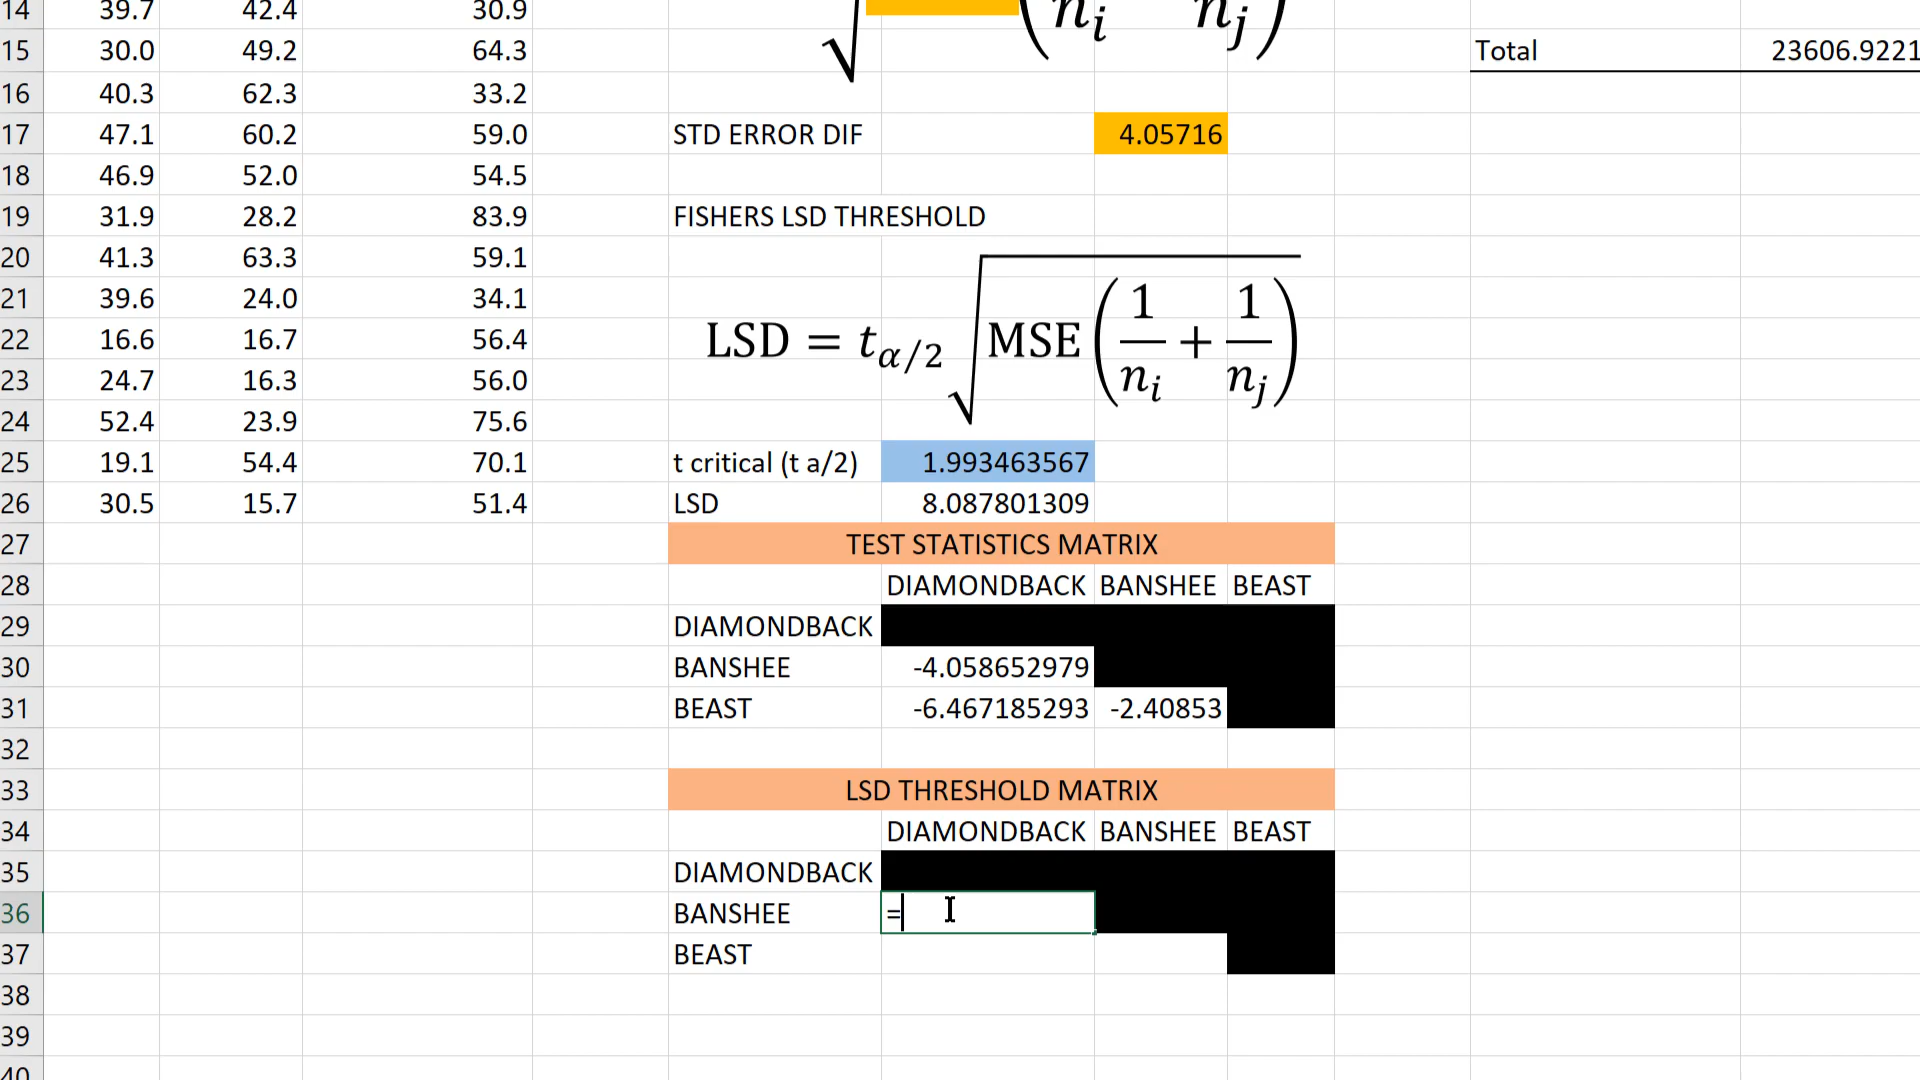 14 39.7 42.4 30.9
n_i n_j
15 30.0 49.2 64.3 Total 23606.9221
16 40.3 62.3 33.2
17 47.1 60.2 59.0 STD ERROR DIF 4.05716
18 46.9 52.0 54.5
19 31.9 28.2 83.9 FISHERS LSD THRESHOLD
20 41.3 63.3 59.1
21 39.6 24.0 34.1
LSD = t_{α/2} √MSE(1/n_i + 1/n_j)
22 16.6 16.7 56.4
23 24.7 16.3 56.0
24 52.4 23.9 75.6
25 19.1 54.4 70.1 t critical (t a/2) 1.993463567
26 30.5 15.7 51.4 LSD 8.087801309
27 TEST STATISTICS MATRIX
28 DIAMONDBACK BANSHEE BEAST
29 DIAMONDBACK
30 BANSHEE -4.058652979
31 BEAST -6.467185293 -2.40853
32
33 LSD THRESHOLD MATRIX
34 DIAMONDBACK BANSHEE BEAST
35 DIAMONDBACK
36 BANSHEE =
37 BEAST
38
39
40